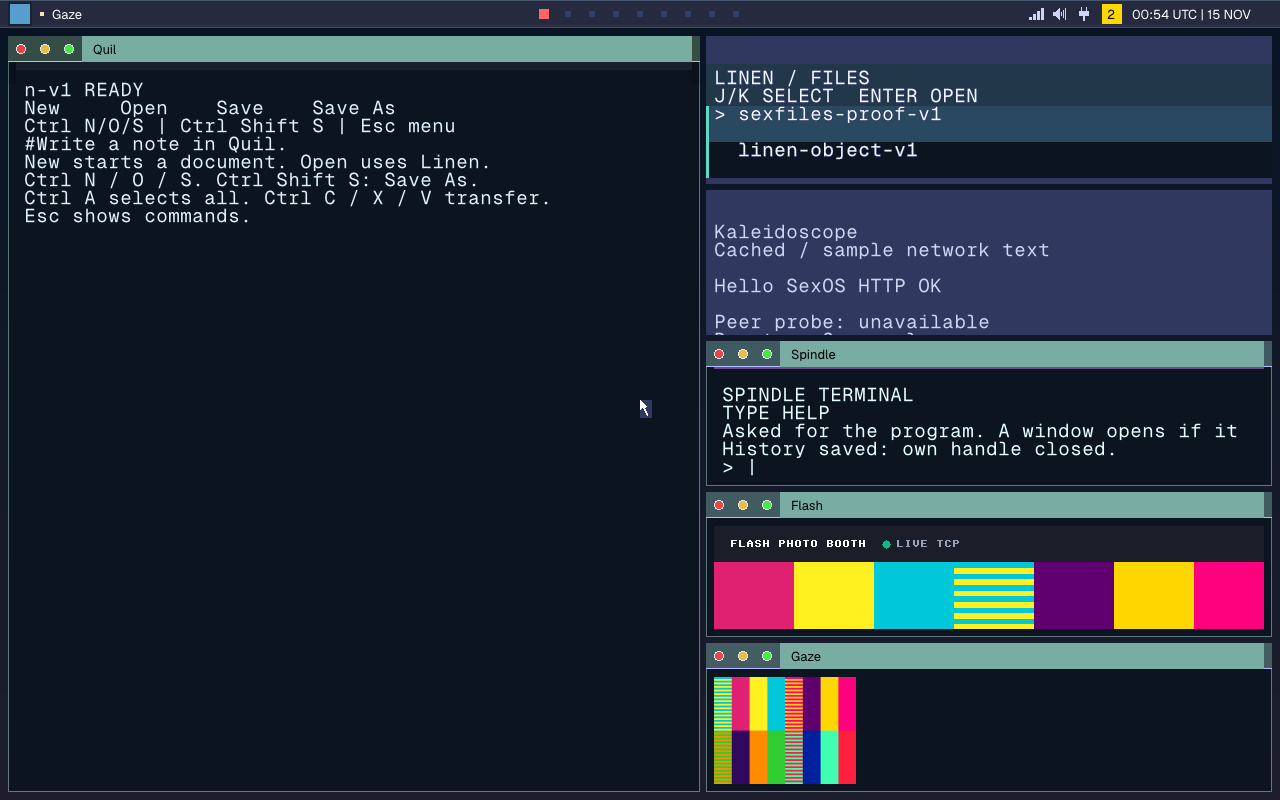 Gaze
2
00:54 UTC | 15 NOV
Quil
n-v1 READY
New Open Save Save As
Ctrl N/O/S | Ctrl Shift S | Esc menu
#Write a note in Quil.
New starts a document. Open uses Linen.
Ctrl N / O / S. Ctrl Shift S: Save As.
Ctrl A selects all. Ctrl C / X / V transfer.
Esc shows commands.
LINEN / FILES
J/K SELECT ENTER OPEN
> sexfiles-proof-v1
linen-object-v1
Kaleidoscope
Cached / sample network text
Hello SexOS HTTP OK
Peer probe: unavailable
Spindle
SPINDLE TERMINAL
TYPE HELP
Asked for the program. A window opens if it
History saved: own handle closed.
> |
Flash
FLASH PHOTO BOOTH
LIVE TCP
Gaze